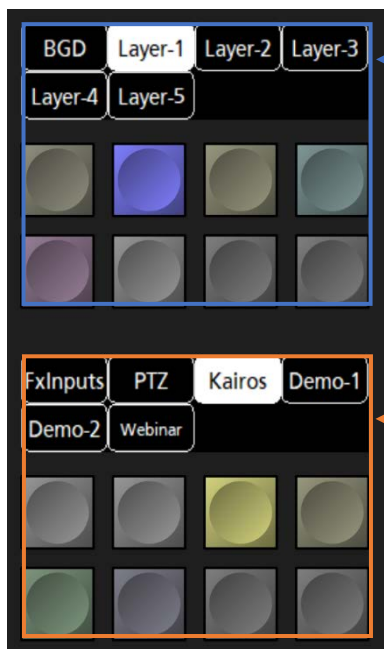 BGD Layer-1 Layer-2 Layer-3
Layer-4 Layer-5
FxInputs PTZ Kairos Demo-1
Demo-2 Webinar